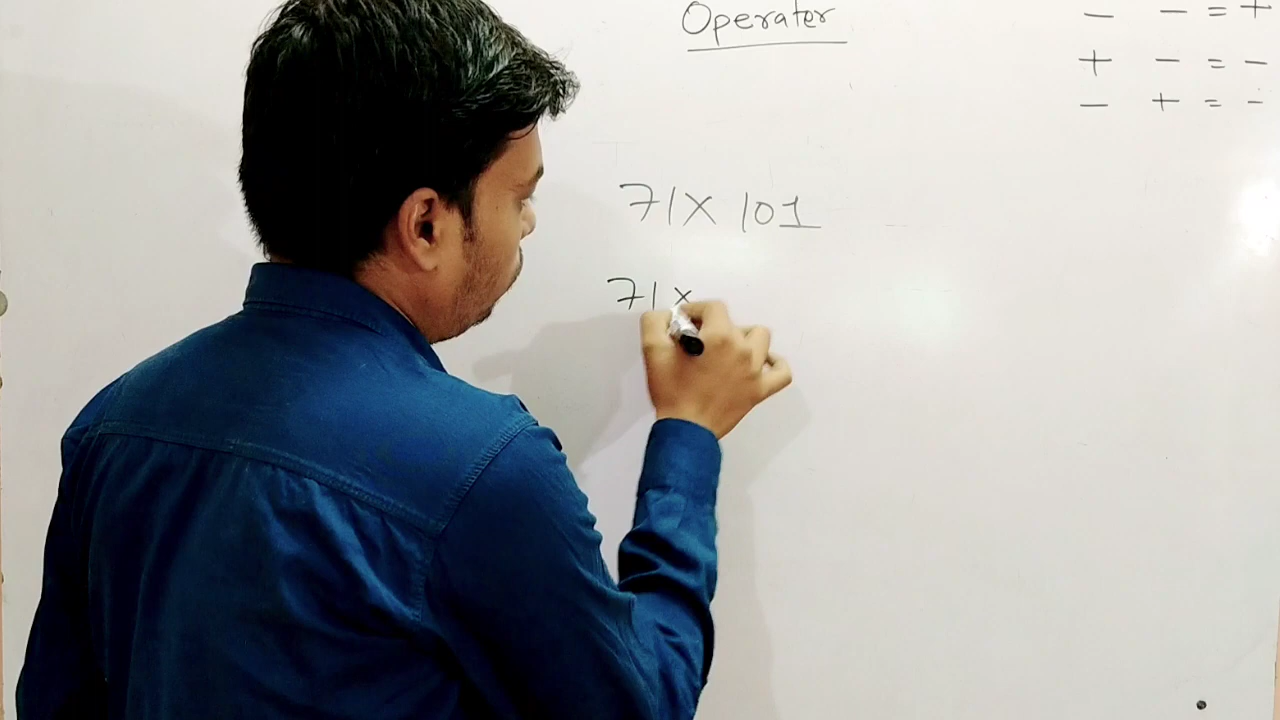 Operater
- - = +
+ - = -
- + = -
71 X 101
71 x